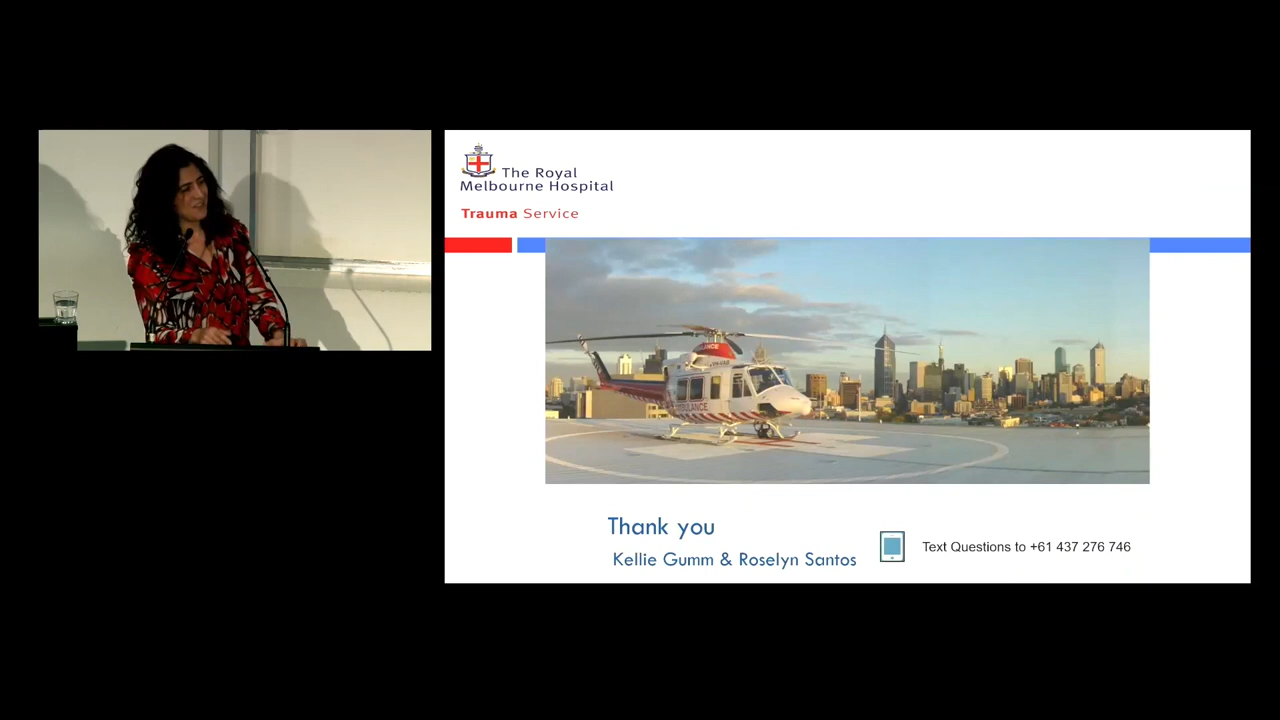 The Royal
Melbourne Hospital
Trauma Service
AMBULANCE
Thank you
Kellie Gumm & Roselyn Santos
Text Questions to +61 437 276 746